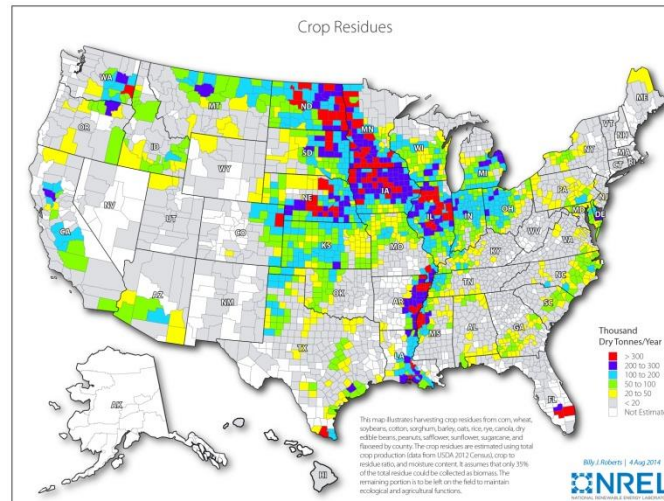 Crop Residues
WA
MT
ND
MN
ME
OR
ID
SD
WI
VT
NH
NY
MA
CT
RI
WY
MI
IA
PA
NJ
NE
NV
UT
CO
IL
IN
OH
MD
DE
WV
VA
CA
KS
MO
KY
NC
TN
AZ
NM
OK
AR
SC
MS
AL
GA
TX
LA
FL
AK
HI
Thousand
Dry Tonnes/Year
> 300
200 to 300
100 to 200
50 to 100
20 to 50
< 20
Not Estimate
This map illustrates harvesting crop residues from corn, wheat,
soybeans, cotton, sorghum, barley, oats, rice, rye, canola, dry
edible beans, peanuts, safflower, sunflower, sugarcane, and
flaxseed by county. The crop residues are estimated using total
crop production (data from USDA 2012 Census), crop to
residue ratio, and moisture content. It assumes that only 35%
of the total residue could be collected as biomass. The
remaining portion is to be left on the field to maintain
ecological and agricultural functions.
Billy J. Roberts | 4 Aug 2014
NREL
NATIONAL RENEWABLE ENERGY LABORATORY